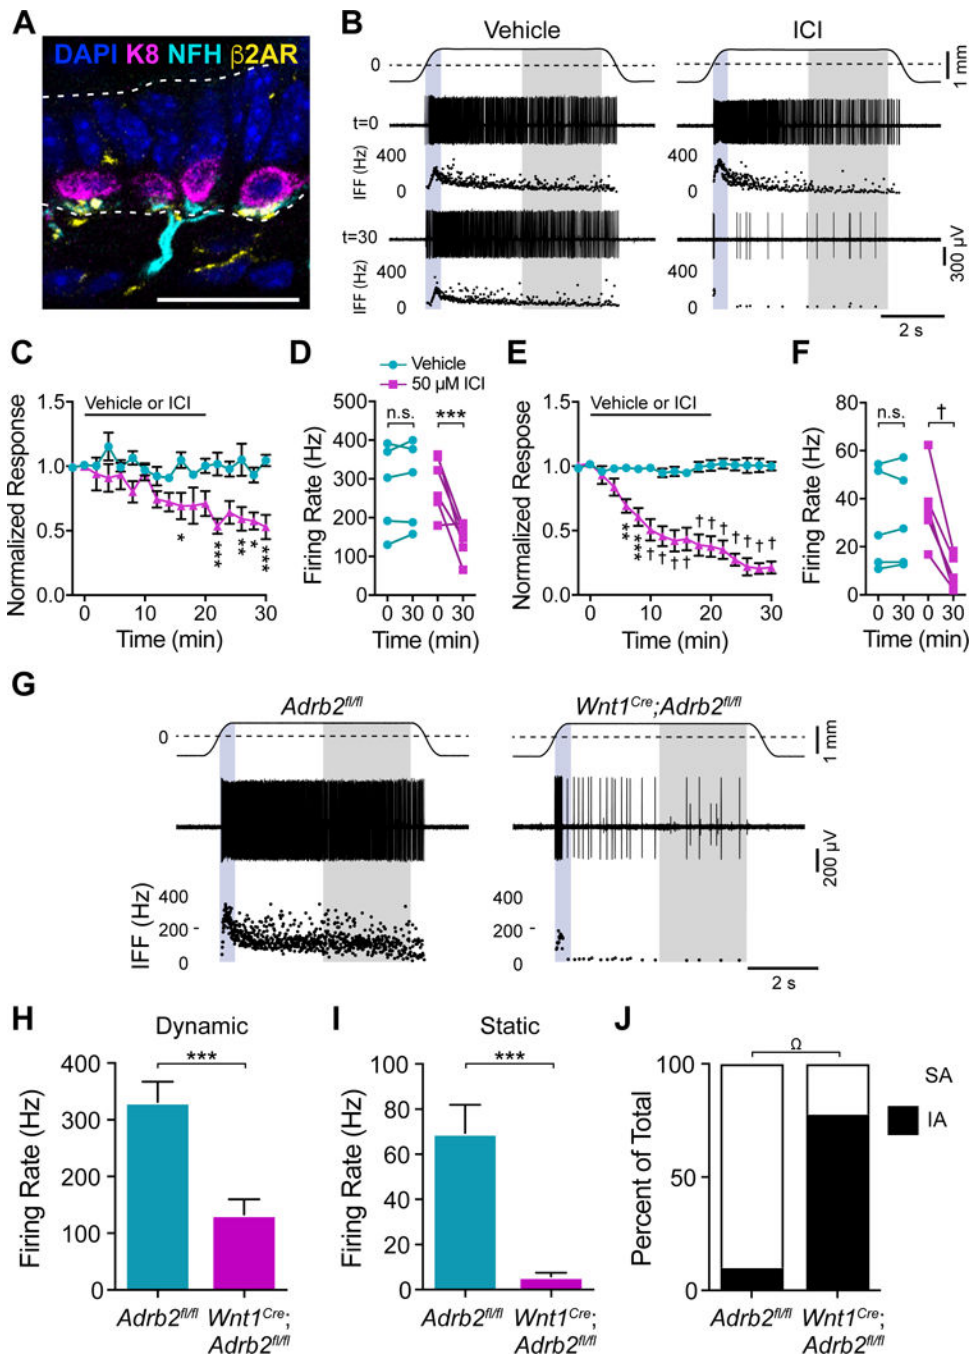 A
DAPI K8 NFH β2AR
B
Vehicle
ICI
0
1 mm
t=0
400
IFF (Hz)
0
400
0
t=30
300 µV
400
IFF (Hz)
0
400
0
2 s
C
1.5
Vehicle or ICI
1.0
0.5
0.0
Normalized Response
*
***
**
*
***
0
10
20
30
Time (min)
D
Vehicle
50 µM ICI
500
400
300
200
100
0
Firing Rate (Hz)
n.s.
***
0
30
0
30
Time (min)
E
1.5
Vehicle or ICI
1.0
0.5
0.0
Normalized Response
**
***
† † † † † † † † † † †
0
10
20
30
Time (min)
F
80
60
40
20
0
Firing Rate (Hz)
n.s.
†
0
30
0
30
Time (min)
G
Adrb2fl/fl
Wnt1Cre;Adrb2fl/fl
0
1 mm
200 µV
400
200
0
IFF (Hz)
400
200
0
2 s
H
Dynamic
400
300
200
100
0
Firing Rate (Hz)
***
Adrb2fl/fl
Wnt1Cre;
Adrb2fl/fl
I
Static
100
80
60
40
20
0
Firing Rate (Hz)
***
Adrb2fl/fl
Wnt1Cre;
Adrb2fl/fl
J
100
50
0
Percent of Total
Ω
SA
IA
Adrb2fl/fl
Wnt1Cre;
Adrb2fl/fl